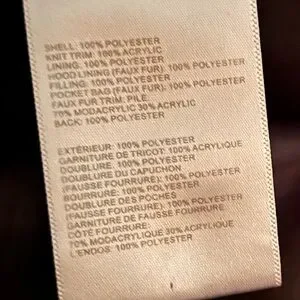 SHELL: 100% POLYESTER
KNIT TRIM: 100% ACRYLIC
LINING: 100% POLYESTER
HOOD LINING (FAUX FUR): 100% POLYESTER
FILLING: 100% POLYESTER
POCKET BAG (FAUX FUR): 100% POLYESTER
FAUX FUR TRIM: PILE:
70% MODACRYLIC 30% ACRYLIC
BACK: 100% POLYESTER
EXTÉRIEUR: 100% POLYESTER
GARNITURE DE TRICOT: 100% ACRYLIQUE
DOUBLURE: 100% POLYESTER
DOUBLURE DU CAPUCHON
(FAUSSE FOURRURE): 100% POLYESTER
BOURRURE: 100% POLYESTER
DOUBLURE DES POCHES
(FAUSSE FOURRURE): 100% POLYESTER
GARNITURE DE FAUSSE FOURRURE:
CÔTÉ FOURRURE:
70% MODACRYLIQUE 30% ACRYLIQUE
L'ENDOS: 100% POLYESTER